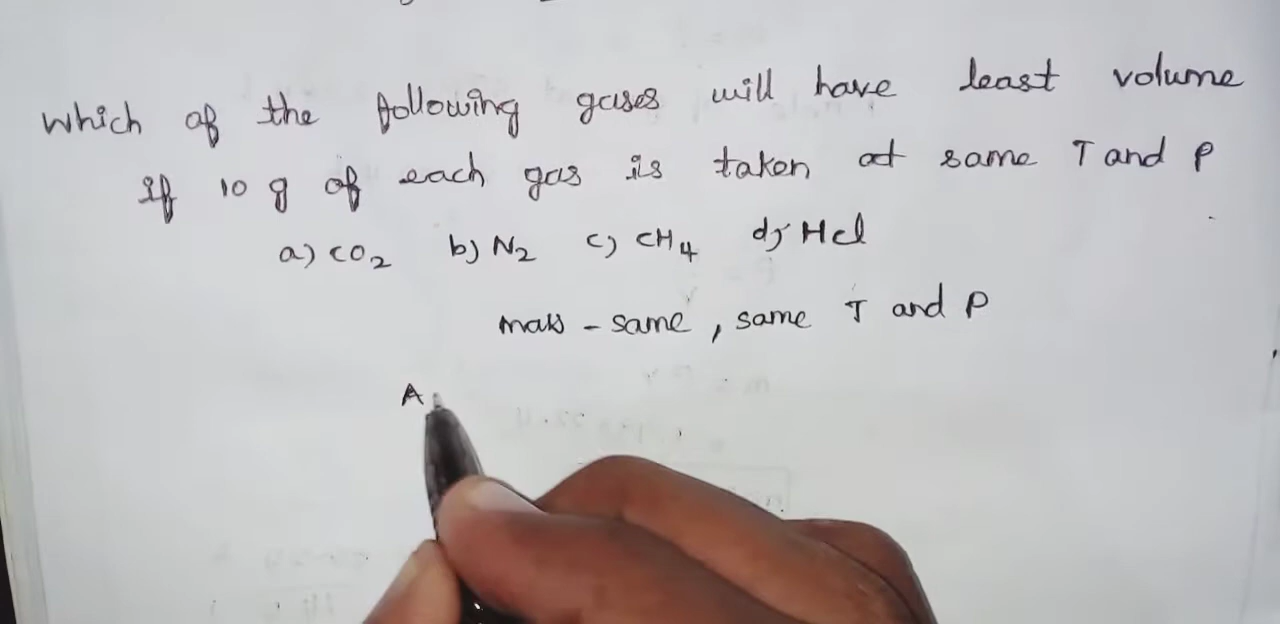 which of the following gases will have least volume
if 10 g of each gas is taken at same T and P
a) CO2 b) N2 c) CH4 d) Hcl
mass - same, same T and P
A